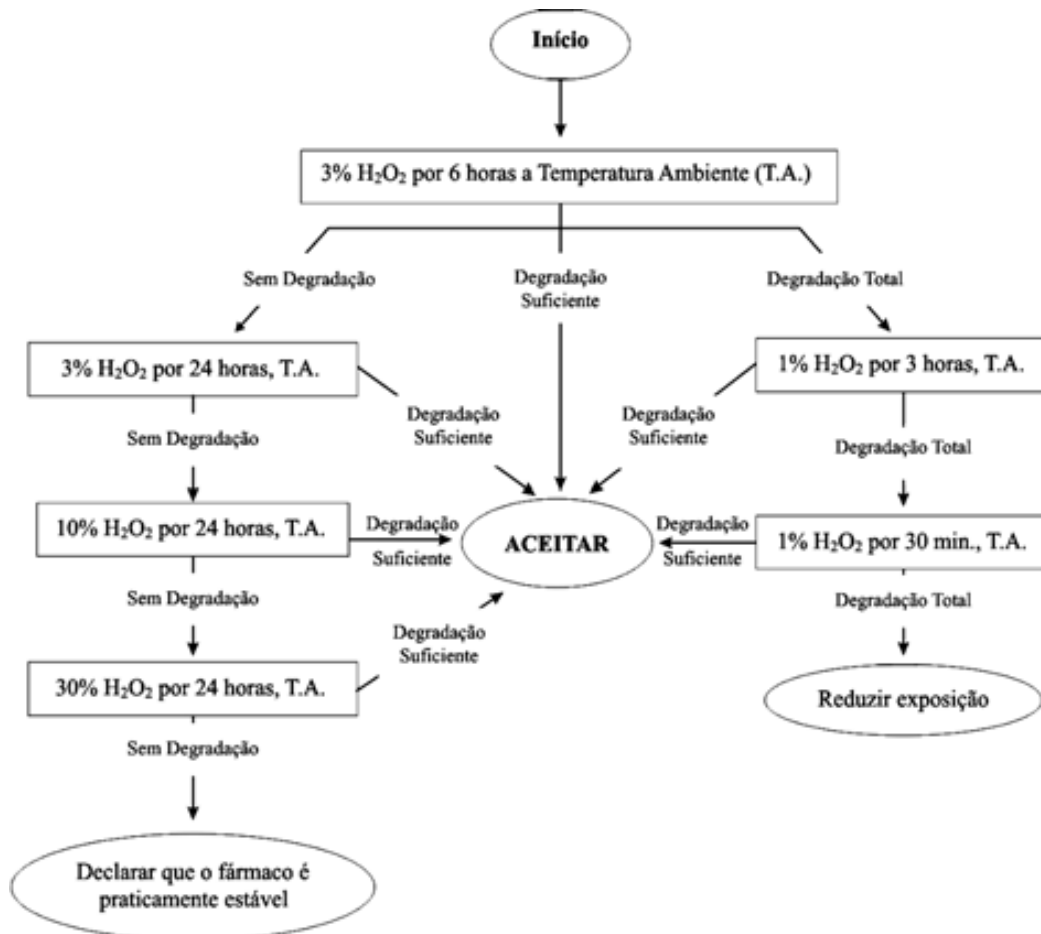 Início
3% H₂O₂ por 6 horas a Temperatura Ambiente (T.A.)
Sem Degradação
Degradação
Suficiente
Degradação Total
3% H₂O₂ por 24 horas, T.A.
1% H₂O₂ por 3 horas, T.A.
Degradação
Suficiente
Degradação
Suficiente
Sem Degradação
Degradação Total
10% H₂O₂ por 24 horas, T.A.
Degradação
Suficiente
ACEITAR
Degradação
Suficiente
1% H₂O₂ por 30 min., T.A.
Sem Degradação
Degradação Total
Degradação
Suficiente
30% H₂O₂ por 24 horas, T.A.
Reduzir exposição
Sem Degradação
Declarar que o fármaco é
praticamente estável